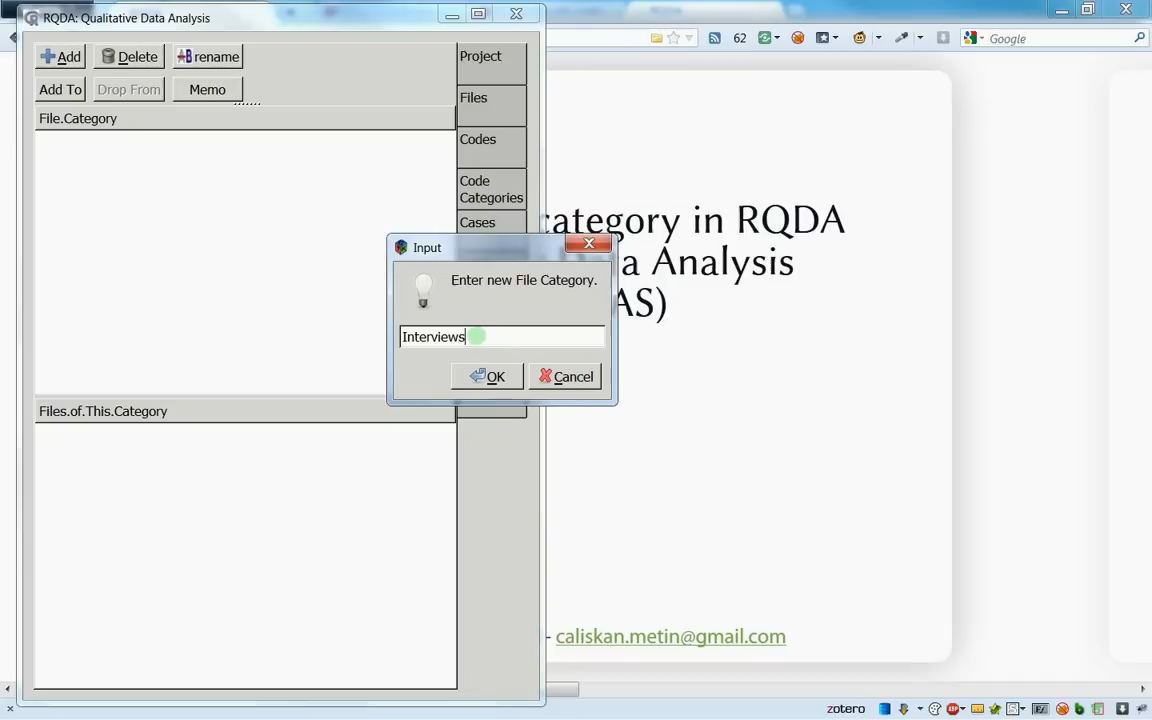 RQDA: Qualitative Data Analysis
62
Google
Add
Delete
rename
Project
Add To
Drop From
Memo
Files
File.Category
Codes
Code
Categories
Cases
category in RQDA
Analysis
Input
Enter new File Category.
Interviews
OK
Cancel
Files.of.This.Category
- caliskan.metin@gmail.com
zotero